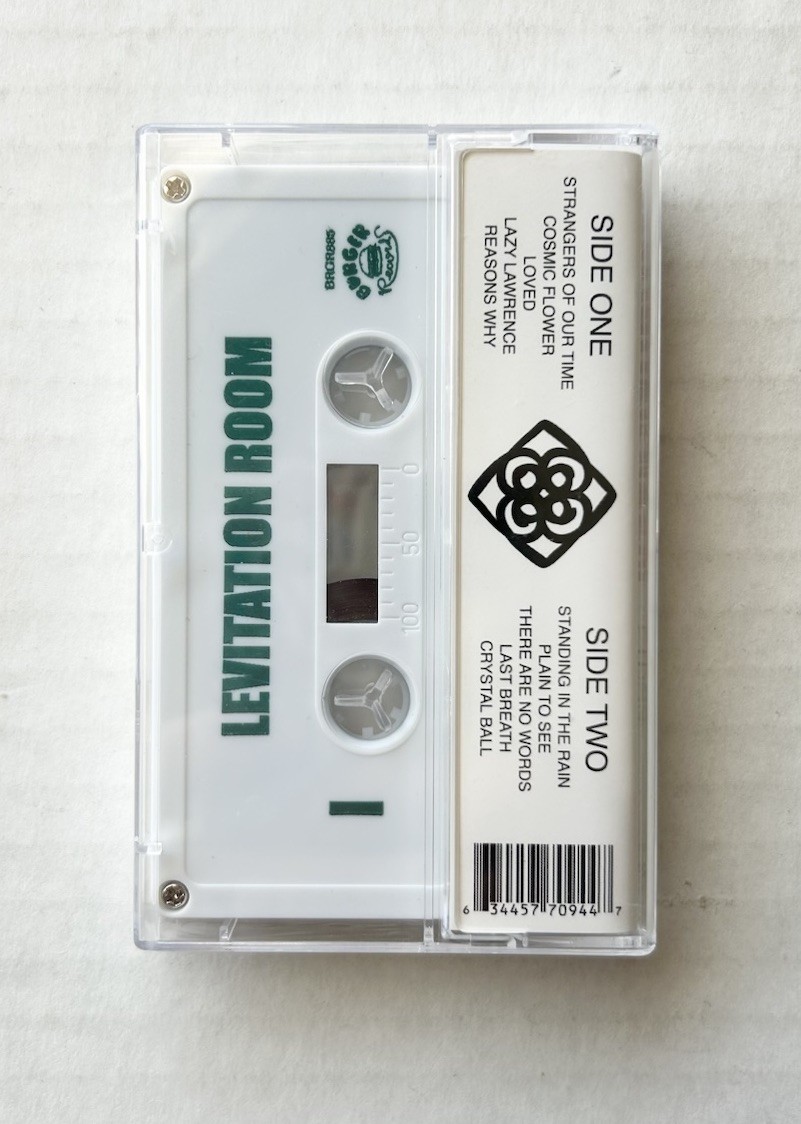 LEVITATION ROOM
BURGER
Records
BRGR885
I
0
50
100
SIDE ONE
STRANGERS OF OUR TIME
COSMIC FLOWER
LOVED
LAZY LAWRENCE
REASONS WHY
SIDE TWO
STANDING IN THE RAIN
PLAIN TO SEE
THERE ARE NO WORDS
LAST BREATH
CRYSTAL BALL
6 34457 70944 7